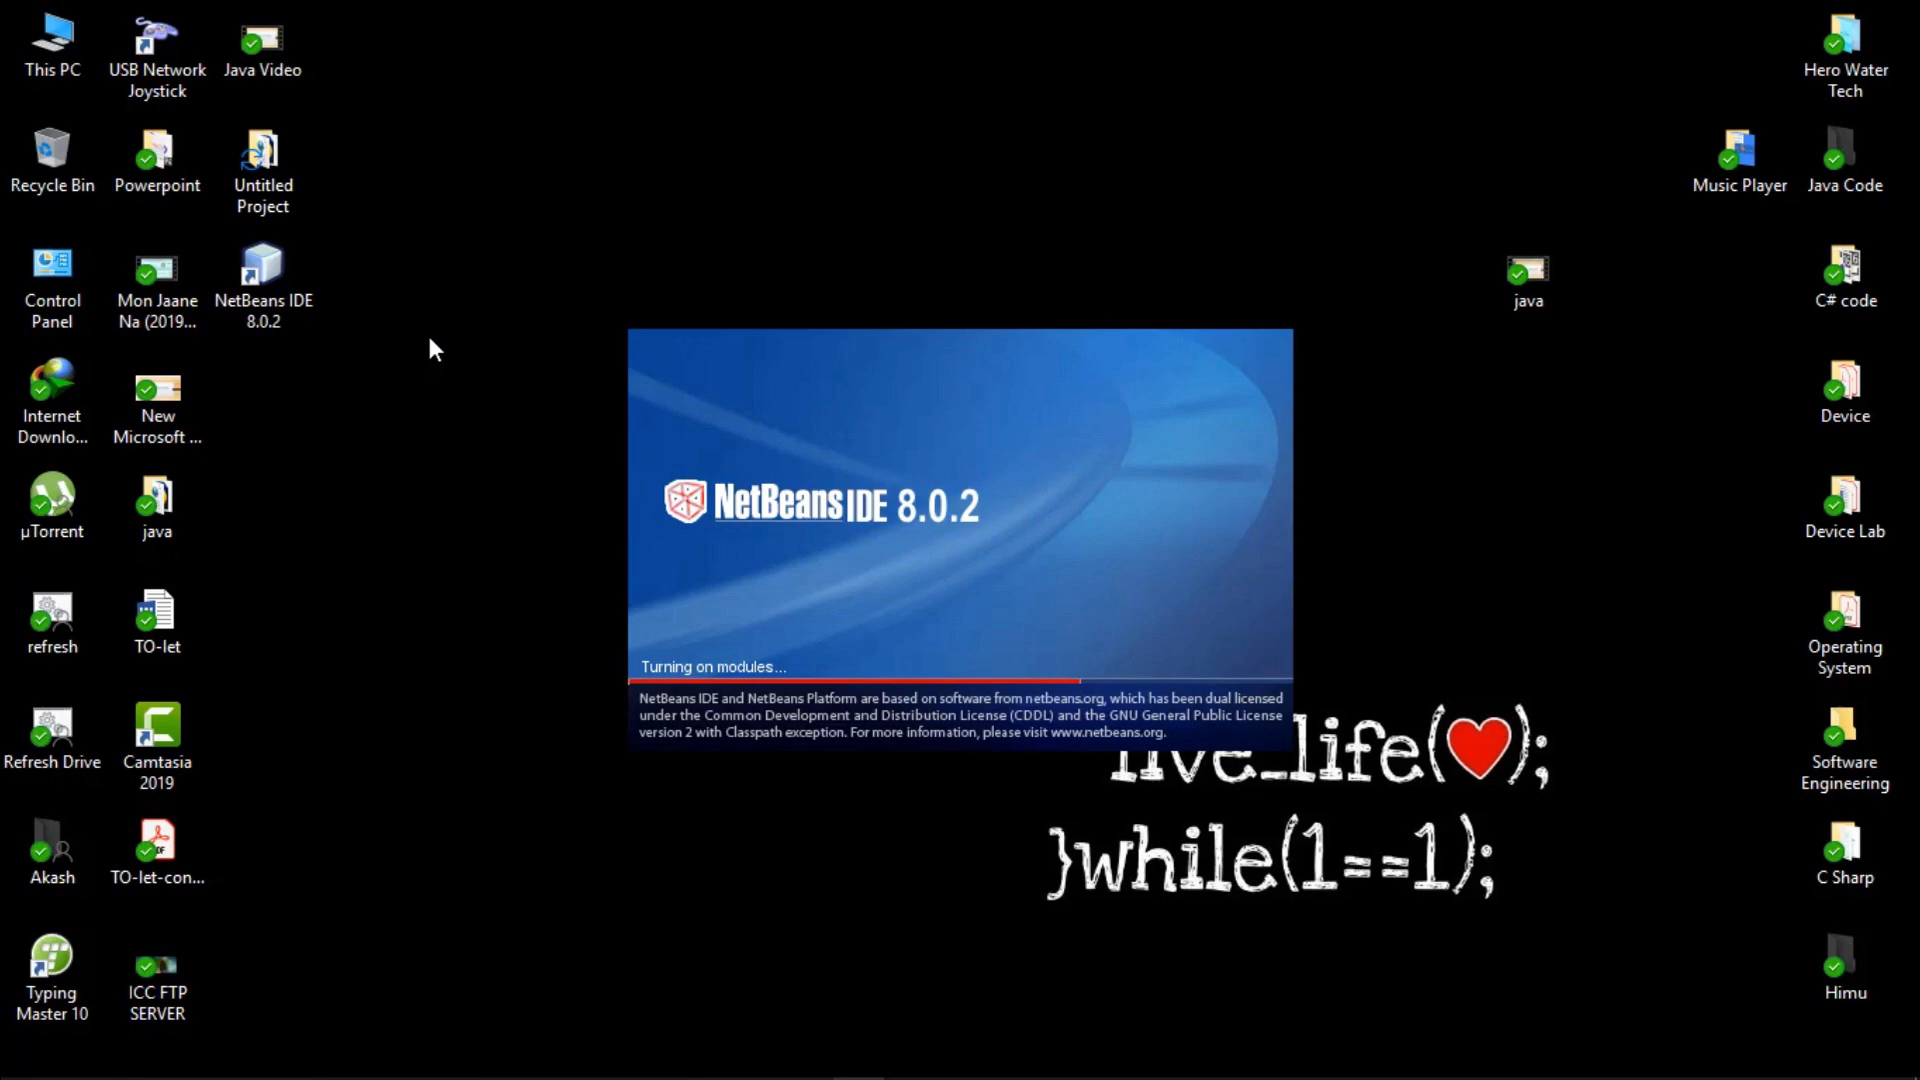 This PC
USB Network
Joystick
Java Video
Recycle Bin
Powerpoint
Untitled
Project
Control
Panel
Mon Jaane
Na (2019...
NetBeans IDE
8.0.2
Internet
Downlo...
New
Microsoft ...
µTorrent
java
refresh
TO-let
Refresh Drive
Camtasia
2019
Akash
TO-let-con...
Typing
Master 10
ICC FTP
SERVER
NetBeans IDE 8.0.2
Turning on modules...
NetBeans IDE and NetBeans Platform are based on software from netbeans.org, which has been dual licensed
under the Common Development and Distribution License (CDDL) and the GNU General Public License
version 2 with Classpath exception. For more information, please visit www.netbeans.org.
live_life(❤);
}while(1==1);
java
Music Player
Hero Water
Tech
Java Code
C# code
Device
Device Lab
Operating
System
Software
Engineering
C Sharp
Himu